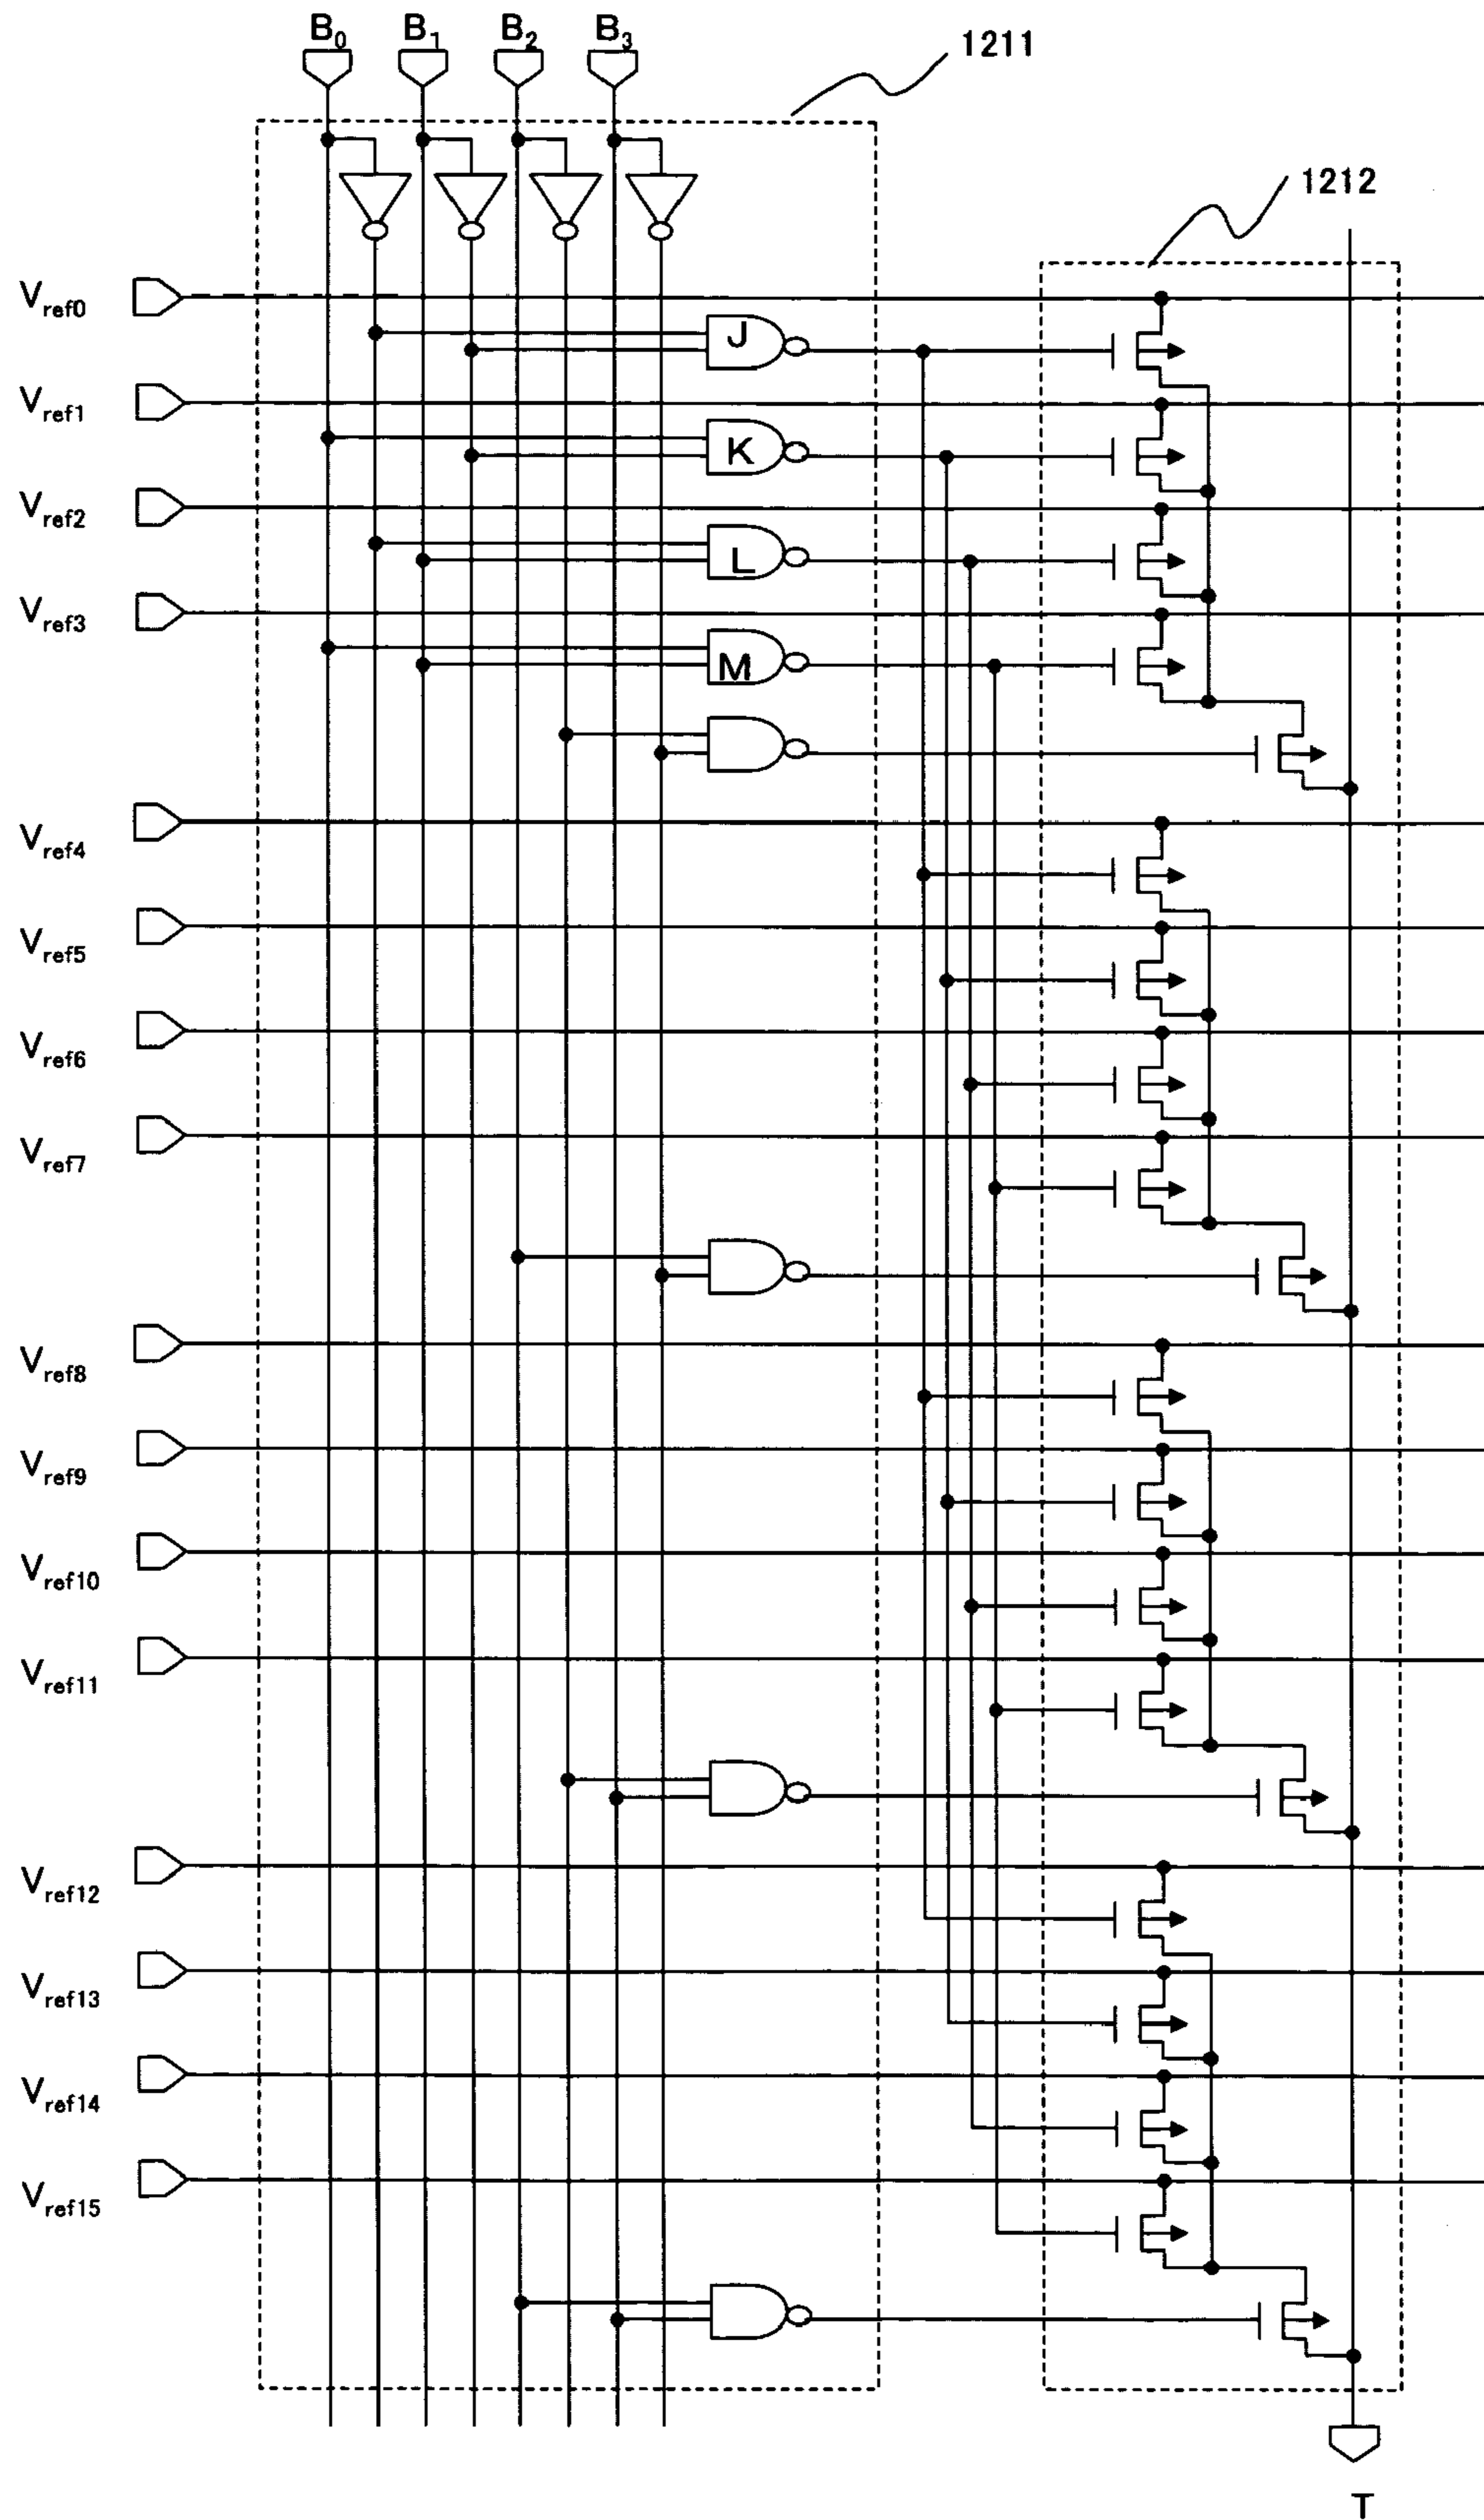 B0 B1 B2 B3
1211
1212
Vref0
J
Vref1
K
Vref2
L
Vref3
M
Vref4
Vref5
Vref6
Vref7
Vref8
Vref9
Vref10
Vref11
Vref12
Vref13
Vref14
Vref15
T